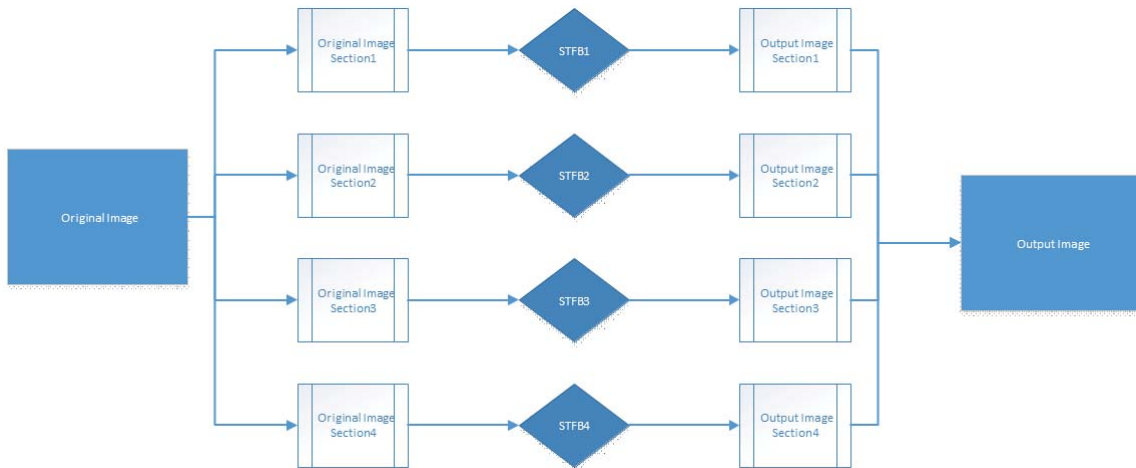 Original Image
Original Image
Section1
STFB1
Output Image
Section1
Original Image
Section2
STFB2
Output Image
Section2
Original Image
Section3
STFB3
Output Image
Section3
Original Image
Section4
STFB4
Output Image
Section4
Output Image